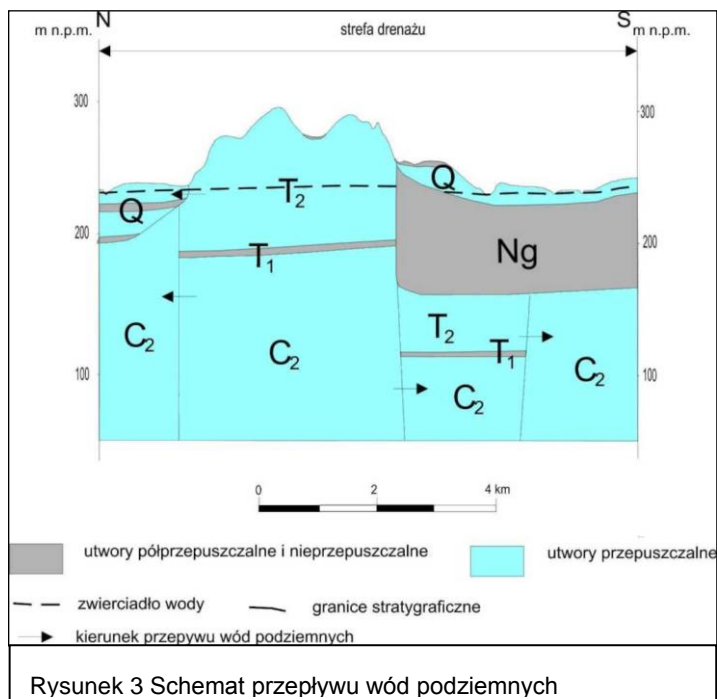 N
S
m n.p.m.
strefa drenażu
m n.p.m.
300
300
Q
T2
Q
200
200
T1
Ng
C2
C2
T2
T1
C2
C2
100
100
0 2 4 km
utwory półprzepuszczalne i nieprzepuszczalne
utwory przepuszczalne
zwierciadło wody
granice stratygraficzne
kierunek przepywu wód podziemnych
Rysunek 3 Schemat przepływu wód podziemnych